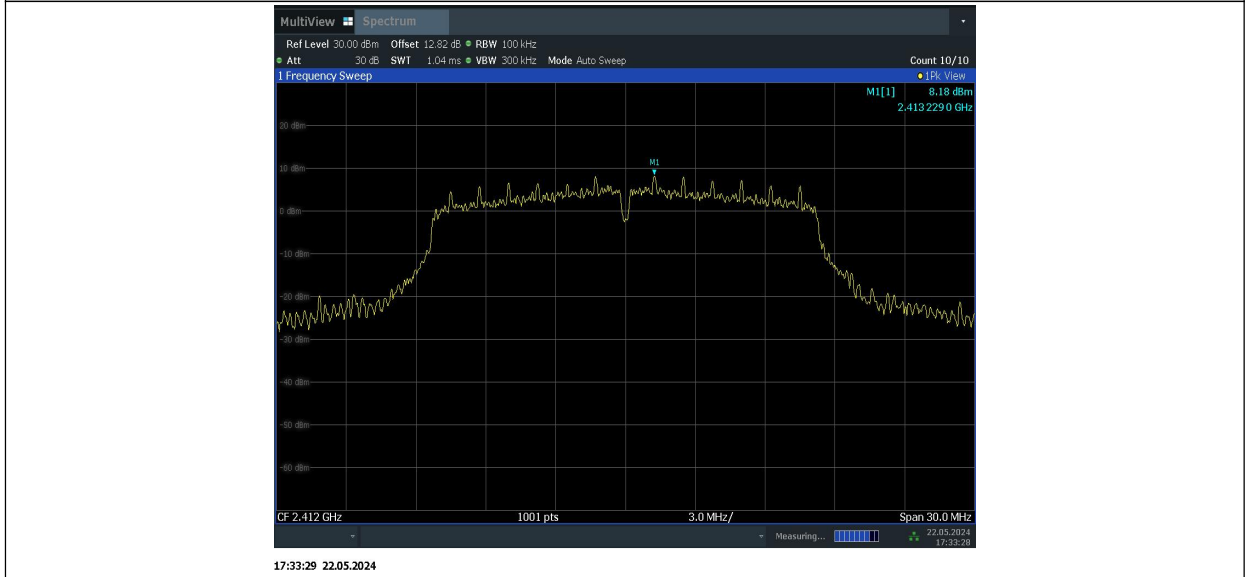 MultiView Spectrum
Ref Level 30.00 dBm Offset 12.82 dB RBW 100 kHz
Att 30 dB SWT 1.04 ms VBW 300 kHz Mode Auto Sweep Count 10/10
1 Frequency Sweep 1Pk View
M1[1] 8.18 dBm
2.413 229 0 GHz
20 dBm
M1
10 dBm
0 dBm
-10 dBm
-20 dBm
-30 dBm
-40 dBm
-50 dBm
-60 dBm
CF 2.412 GHz 1001 pts 3.0 MHz/ Span 30.0 MHz
Measuring... 22.05.2024
17:33:28
17:33:29 22.05.2024